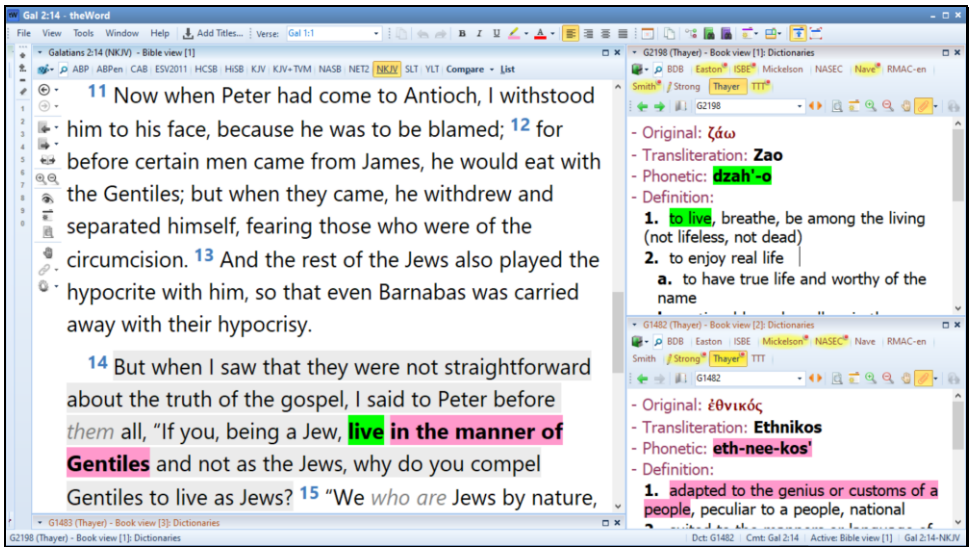 Gal 2:14 - theWord
File View Tools Window Help Add Titles... Verse: Gal 1:1 B I U A
Galatians 2:14 (NKJV) - Bible view [1]
ABP ABPen CAB ESV2011 HCSB HiSB KJV KJV+TVM NASB NET2 NKJV SLT YLT Compare List
11 Now when Peter had come to Antioch, I withstood
him to his face, because he was to be blamed; 12 for
before certain men came from James, he would eat with
the Gentiles; but when they came, he withdrew and
separated himself, fearing those who were of the
circumcision. 13 And the rest of the Jews also played the
hypocrite with him, so that even Barnabas was carried
away with their hypocrisy.
14 But when I saw that they were not straightforward
about the truth of the gospel, I said to Peter before
them all, “If you, being a Jew, live in the manner of
Gentiles and not as the Jews, why do you compel
Gentiles to live as Jews? 15 “We who are Jews by nature,
G1483 (Thayer) - Book view [3]: Dictionaries
G2198 (Thayer) - Book view [1]: Dictionaries
BDB Easton ISBE Mickelson NASEC Nave RMAC-en
Smith Strong Thayer TTT
G2198
- Original: ζάω
- Transliteration: Zao
- Phonetic: dzah'-o
- Definition:
1. to live, breathe, be among the living
(not lifeless, not dead)
2. to enjoy real life
a. to have true life and worthy of the
name
G1482 (Thayer) - Book view [2]: Dictionaries
BDB Easton ISBE Mickelson NASEC Nave RMAC-en
Smith Strong Thayer TTT
G1482
- Original: ἐθνικός
- Transliteration: Ethnikos
- Phonetic: eth-nee-kos'
- Definition:
1. adapted to the genius or customs of a
people, peculiar to a people, national
G2198 (Thayer) - Book view [1]: Dictionaries
Dct: G1482 Cmt: Gal 2:14 Active: Bible view [1] Gal 2:14-NKJV